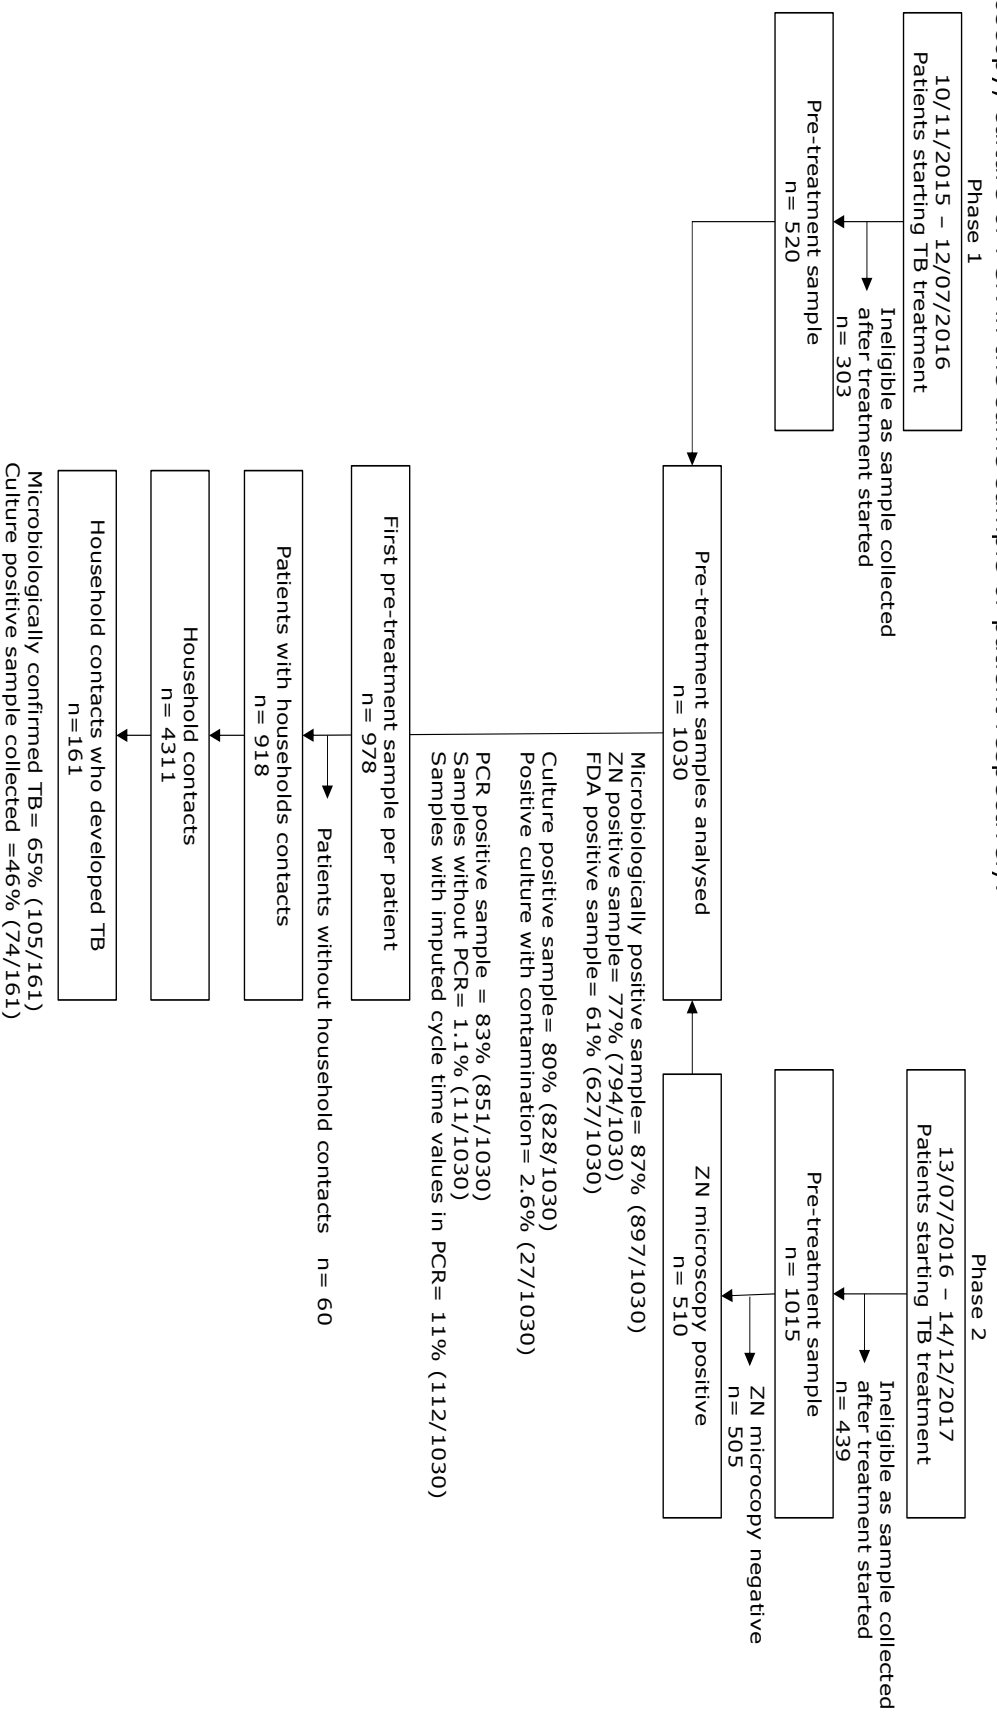 Phase 1
10/11/2015 – 12/07/2016
Patients starting TB treatment
Ineligible as sample collected
after treatment started
n= 303
Pre-treatment sample
n= 520
Phase 2
13/07/2016 – 14/12/2017
Patients starting TB treatment
Ineligible as sample collected
after treatment started
n= 439
Pre-treatment sample
n= 1015
ZN microcopy negative
n= 505
ZN microscopy positive
n= 510
Pre-treatment samples analysed
n= 1030
Microbiologically positive sample= 87% (897/1030)
ZN positive sample= 77% (794/1030)
FDA positive sample= 61% (627/1030)
Culture positive sample= 80% (828/1030)
Positive culture with contamination= 2.6% (27/1030)
PCR positive sample = 83% (851/1030)
Samples without PCR= 1.1% (11/1030)
Samples with imputed cycle time values in PCR= 11% (112/1030)
First pre-treatment sample per patient
n= 978
Patients without household contacts n= 60
Patients with households contacts
n= 918
Household contacts
n= 4311
Household contacts who developed TB
n=161
Microbiologically confirmed TB= 65% (105/161)
Culture positive sample collected =46% (74/161)